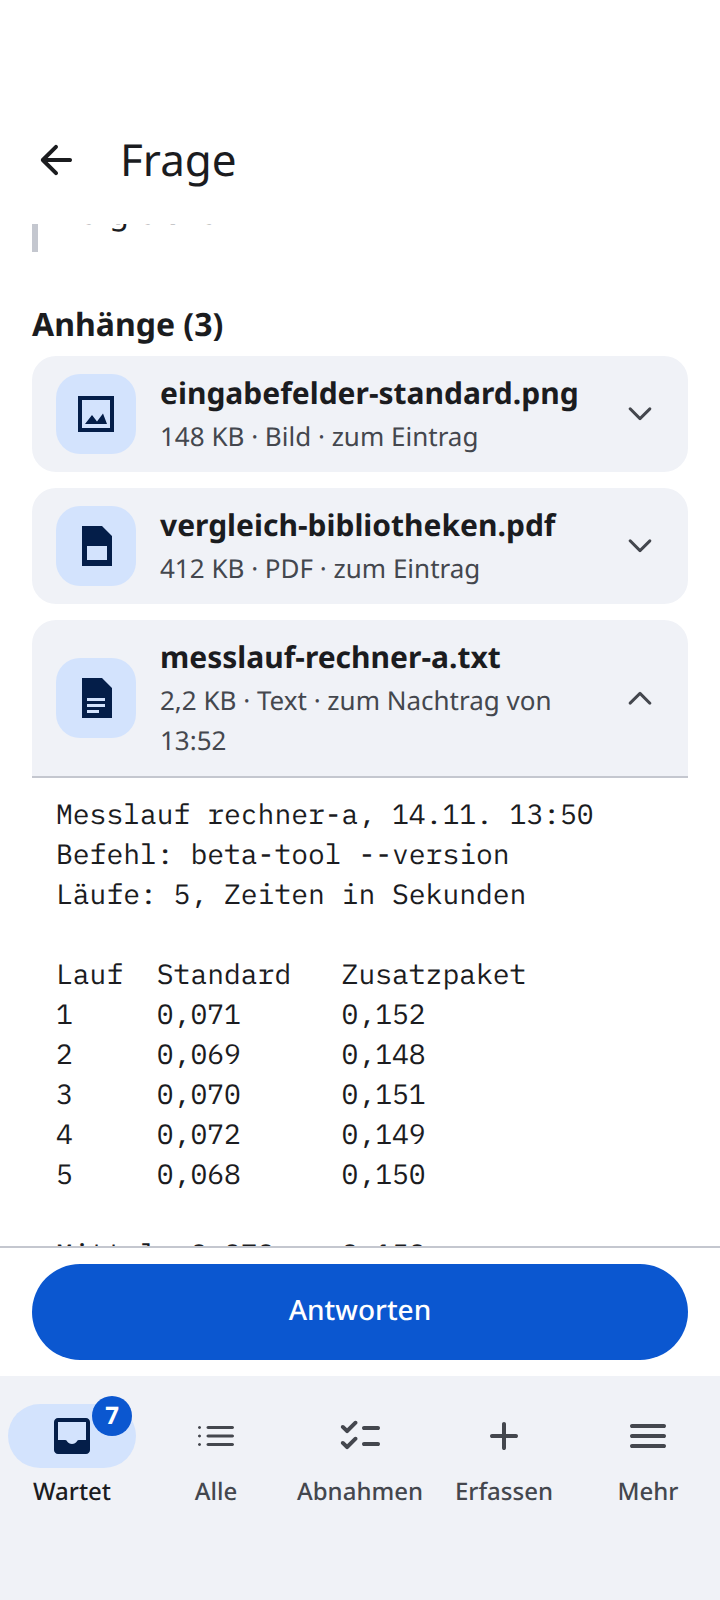 Frage
Anhänge (3)
eingabefelder-standard.png
148 KB · Bild · zum Eintrag
vergleich-bibliotheken.pdf
412 KB · PDF · zum Eintrag
messlauf-rechner-a.txt
2,2 KB · Text · zum Nachtrag von
13:52
Messlauf rechner-a, 14.11. 13:50
Befehl: beta-tool --version
Läufe: 5, Zeiten in Sekunden
Lauf  Standard   Zusatzpaket
1     0,071      0,152
2     0,069      0,148
3     0,070      0,151
4     0,072      0,149
5     0,068      0,150
Antworten
7
Wartet
Alle
Abnahmen
Erfassen
Mehr